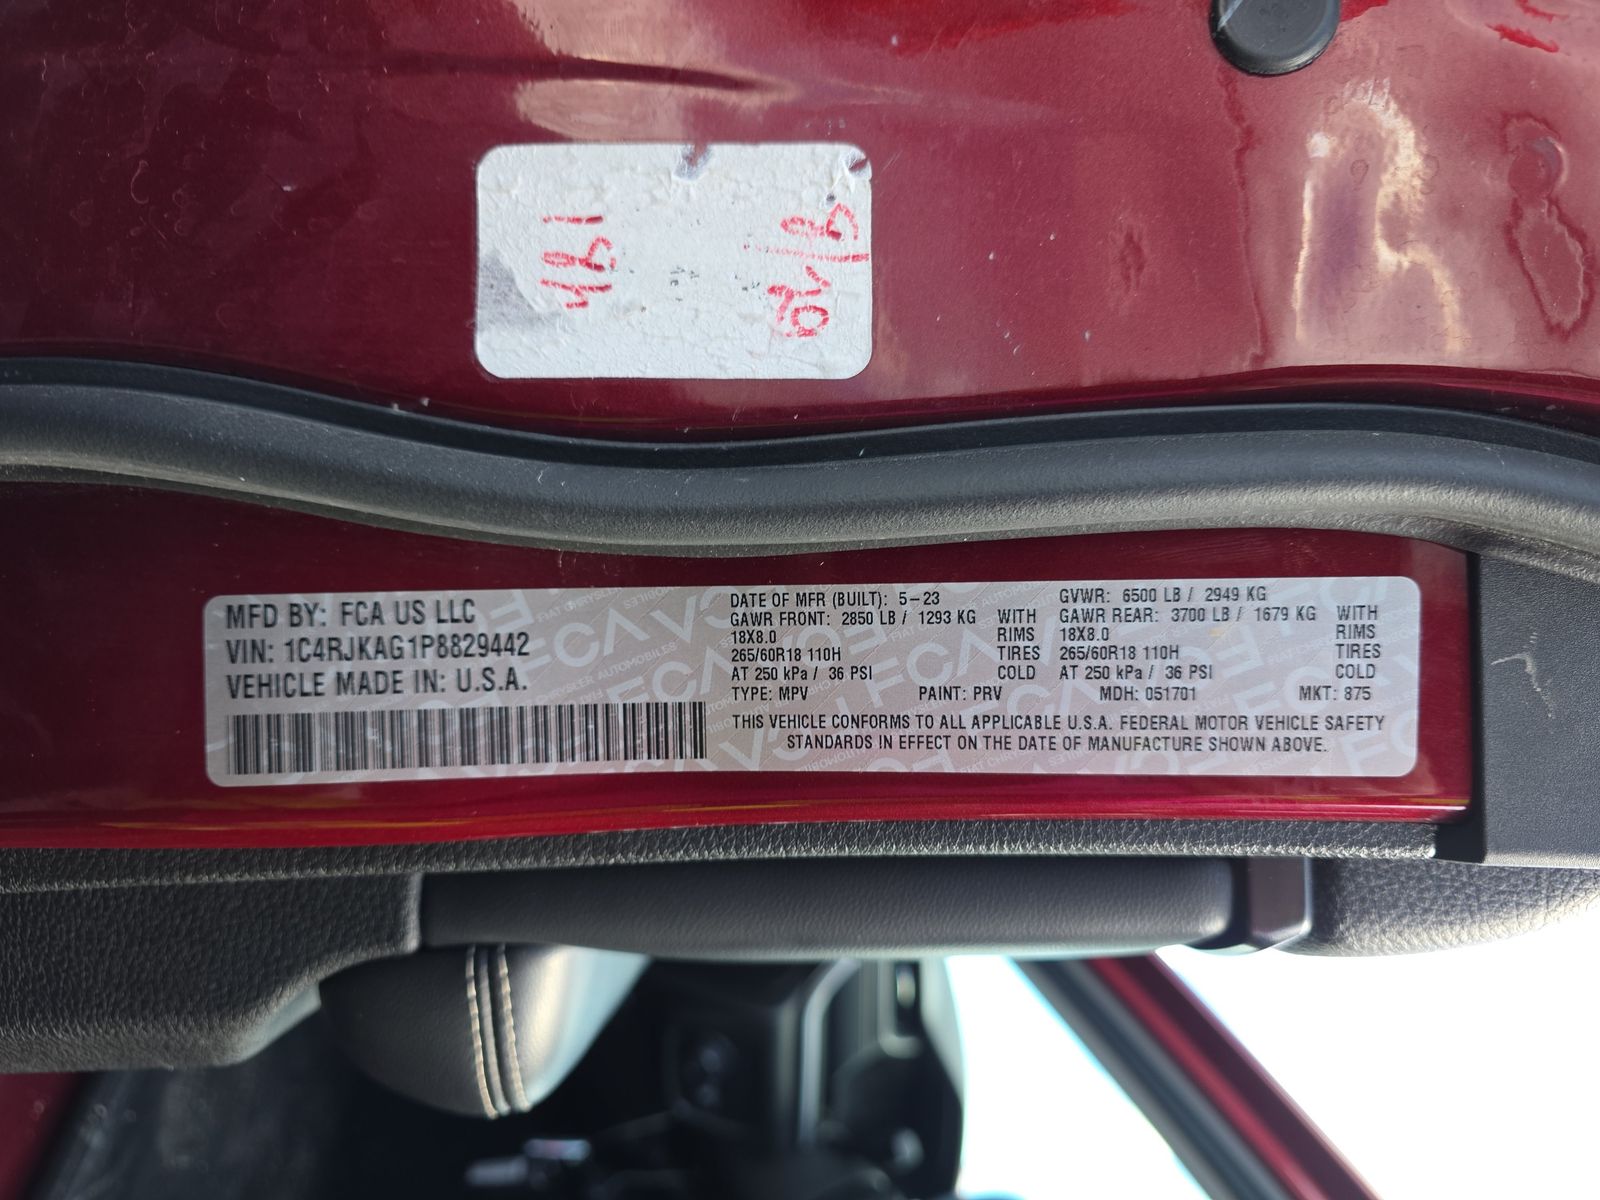 MFD BY: FCA US LLC
VIN: 1C4RJKAG1P8829442
VEHICLE MADE IN: U.S.A.
DATE OF MFR (BUILT): 5-23
GAWR FRONT: 2850 LB / 1293 KG WITH
18X8.0 RIMS
265/60R18 110H TIRES
AT 250 kPa / 36 PSI COLD
GVWR: 6500 LB / 2949 KG
GAWR REAR: 3700 LB / 1679 KG WITH
18X8.0 RIMS
265/60R18 110H TIRES
AT 250 kPa / 36 PSI COLD
TYPE: MPV PAINT: PRV MDH: 051701 MKT: 875
THIS VEHICLE CONFORMS TO ALL APPLICABLE U.S.A. FEDERAL MOTOR VEHICLE SAFETY
STANDARDS IN EFFECT ON THE DATE OF MANUFACTURE SHOWN ABOVE.